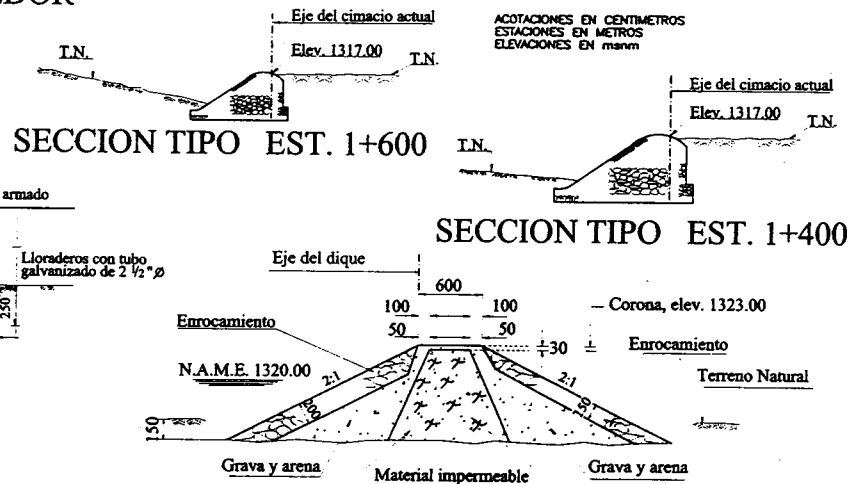 EDOR
Eje del cimacio actual
ACOTACIONES EN CENTIMETROS
ESTACIONES EN METROS
ELEVACIONES EN msnm
T.N.
Elev. 1317.00
T.N.
Eje del cimacio actual
Elev. 1317.00
T.N.
T.N.
SECCION TIPO EST. 1+600
SECCION TIPO EST. 1+400
armado
Lloraderos con tubo
galvanizado de 2 1/2"Ø
250
Eje del dique
600
100
100
50
50
Corona, elev. 1323.00
30
Enrocamiento
Enrocamiento
N.A.M.E. 1320.00
2:1
2:1
Terreno Natural
200
150
150
Grava y arena
Material impermeable
Grava y arena